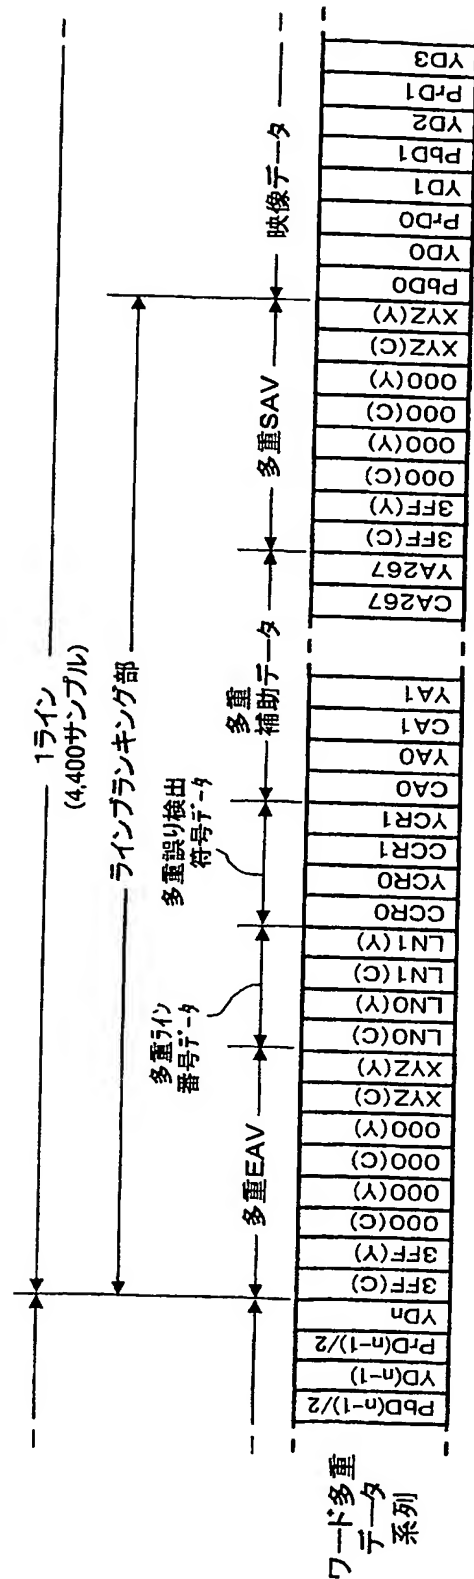 1ライン
(4,400サンプル)
ラインブランキング部
多重EAV
多重ライン
番号データ
多重誤り検出
符号データ
多重
補助データ
多重SAV
映像データ
ワード多重
データ
系列
PbD(n-1)/2
YD(n-1)
PrD(n-1)/2
YDn
3FF(C)
3FF(Y)
000(C)
000(Y)
000(C)
000(Y)
XYZ(C)
XYZ(Y)
LN0(C)
LN0(Y)
LN1(C)
LN1(Y)
CCR0
YCR0
CCR1
YCR1
CA0
YA0
CA1
YA1
CA267
YA267
3FF(C)
3FF(Y)
000(C)
000(Y)
000(C)
000(Y)
XYZ(C)
XYZ(Y)
PbD0
YD0
PrD0
YD1
PbD1
YD2
PrD1
YD3